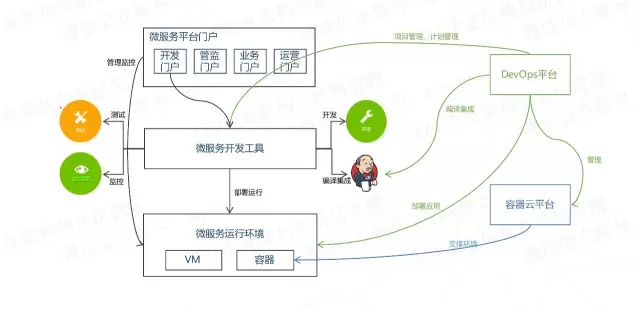 微服务平台门户
开发
门户
管监
门户
业务
门户
运营
门户
项目管理、计划管理
管理监控
DevOps平台
测试
开发
编译集成
微服务开发工具
监控
编译集成
管理
部署运行
部署应用
容器云平台
微服务运行环境
支撑环境
VM
容器